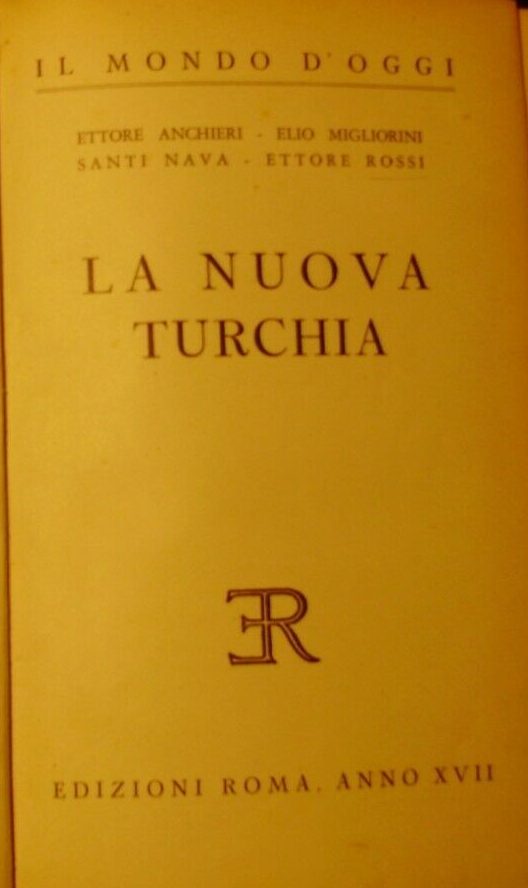 IL MONDO D'OGGI
ETTORE ANCHIERI - ELIO MIGLIORINI
SANTI NAVA - ETTORE ROSSI
LA NUOVA
TURCHIA
ER
EDIZIONI ROMA, ANNO XVII